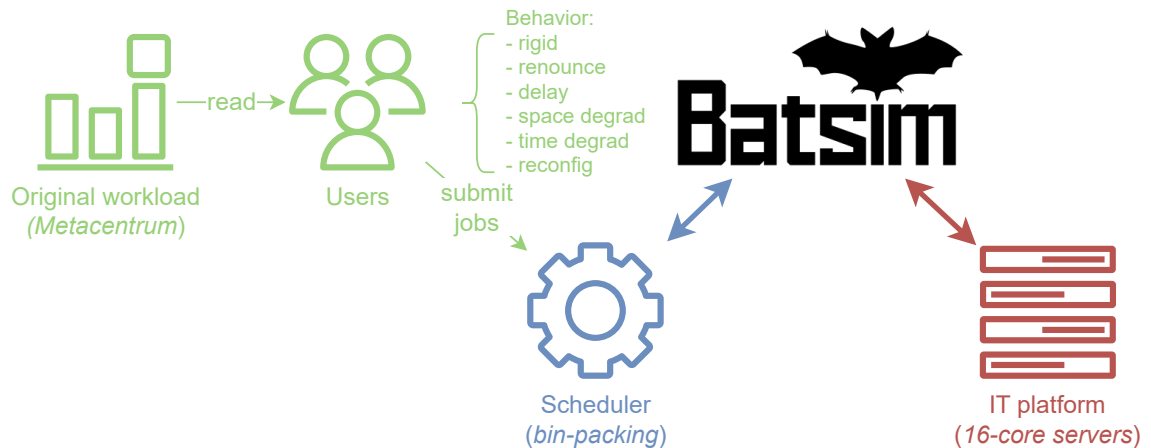 Behavior:
- rigid
- renounce
- delay
- space degrad
- time degrad
- reconfig
read
Batsim
Original workload
(Metacentrum)
Users
submit
jobs
Scheduler
(bin-packing)
IT platform
(16-core servers)